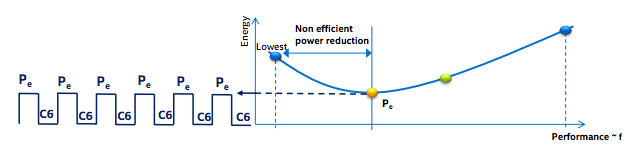 Non efficient
power reduction
Energy
Lowest
Pe Pe Pe Pe Pe Pe
C6 C6 C6 C6 C6 C6
Pe
Performance ~ f